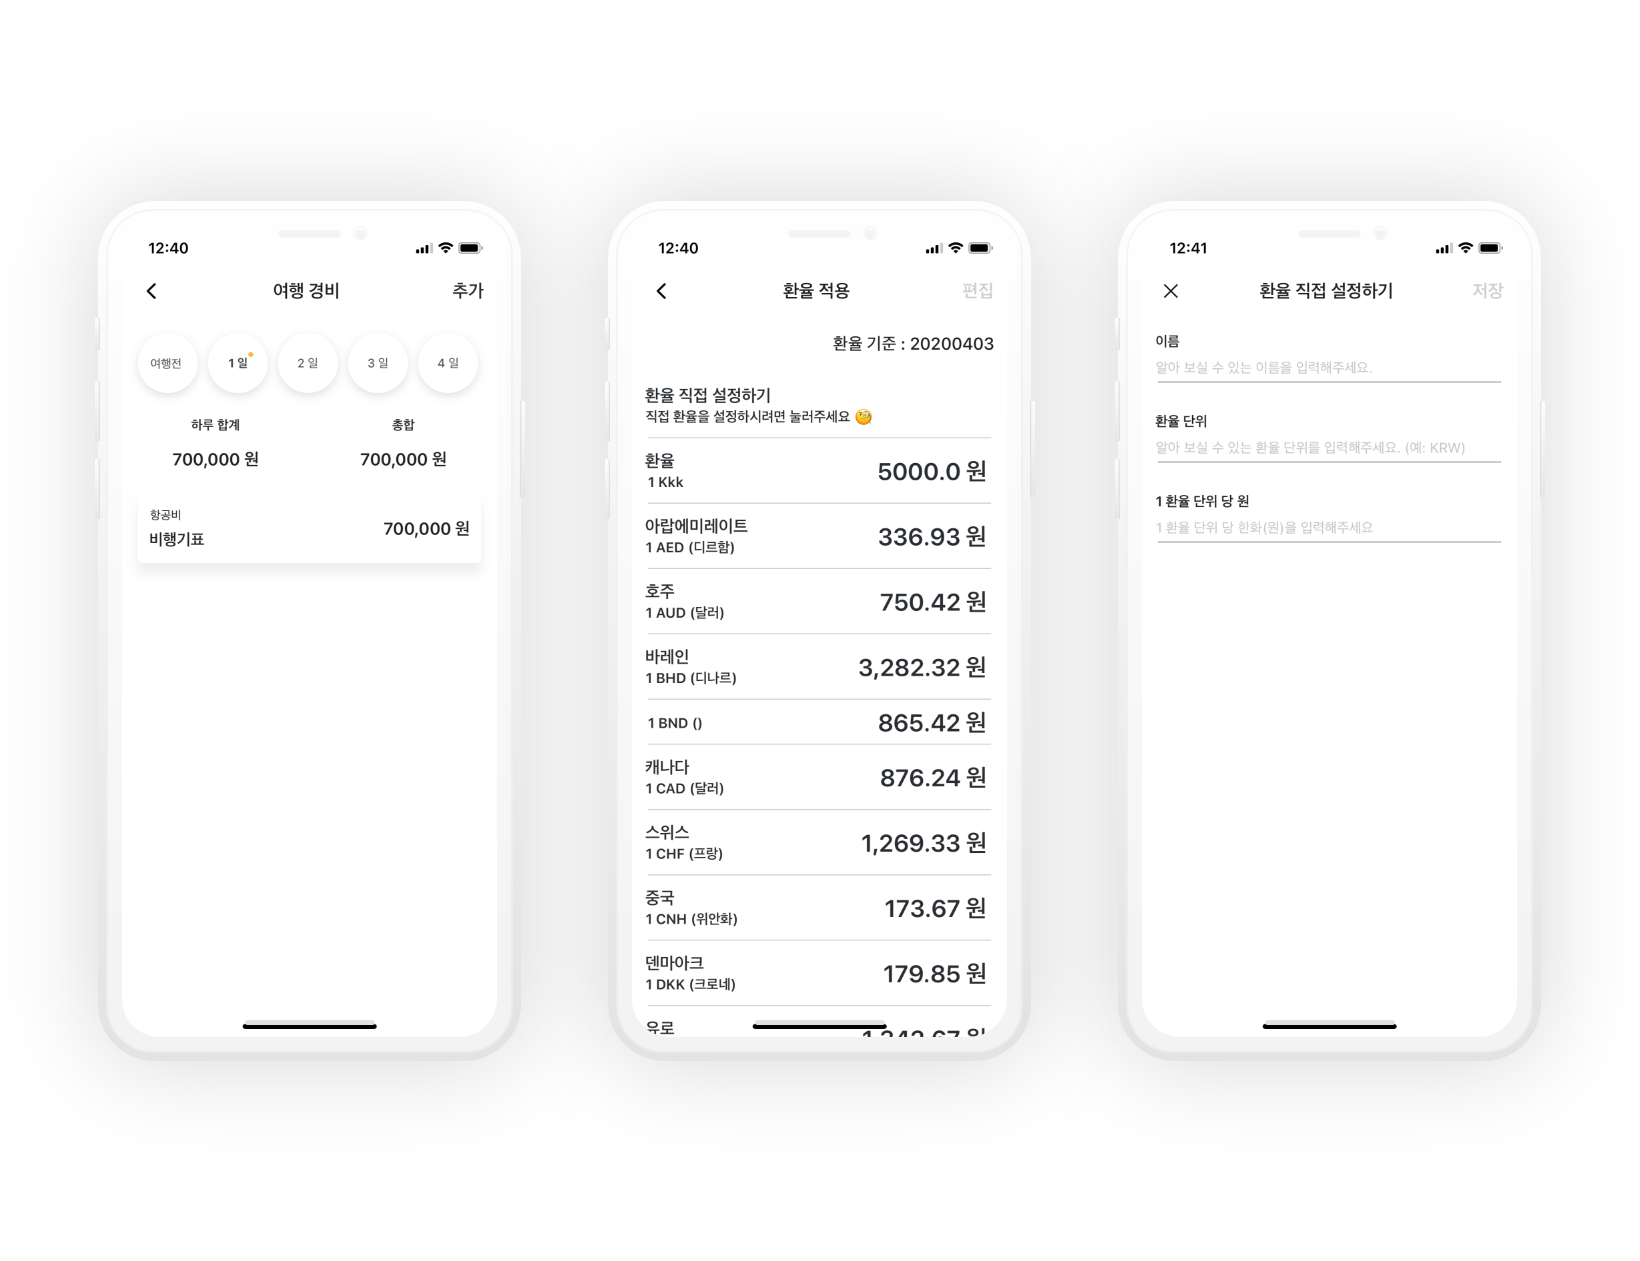 12:40
여행 경비
추가
여행전
1 일
2 일
3 일
4 일
하루 합계
총합
700,000 원
700,000 원
항공비
비행기표
700,000 원
12:40
환율 적용
편집
환율 기준 : 20200403
환율 직접 설정하기
직접 환율을 설정하시려면 눌러주세요 🧐
환율
1 Kkk
5000.0 원
아랍에미레이트
1 AED (디르함)
336.93 원
호주
1 AUD (달러)
750.42 원
바레인
1 BHD (디나르)
3,282.32 원
1 BND ()
865.42 원
캐나다
1 CAD (달러)
876.24 원
스위스
1 CHF (프랑)
1,269.33 원
중국
1 CNH (위안화)
173.67 원
덴마아크
1 DKK (크로네)
179.85 원
유로
12:41
환율 직접 설정하기
저장
이름
알아 보실 수 있는 이름을 입력해주세요.
환율 단위
알아 보실 수 있는 환율 단위를 입력해주세요. (예: KRW)
1 환율 단위 당 원
1 환율 단위 당 한화(원)을 입력해주세요